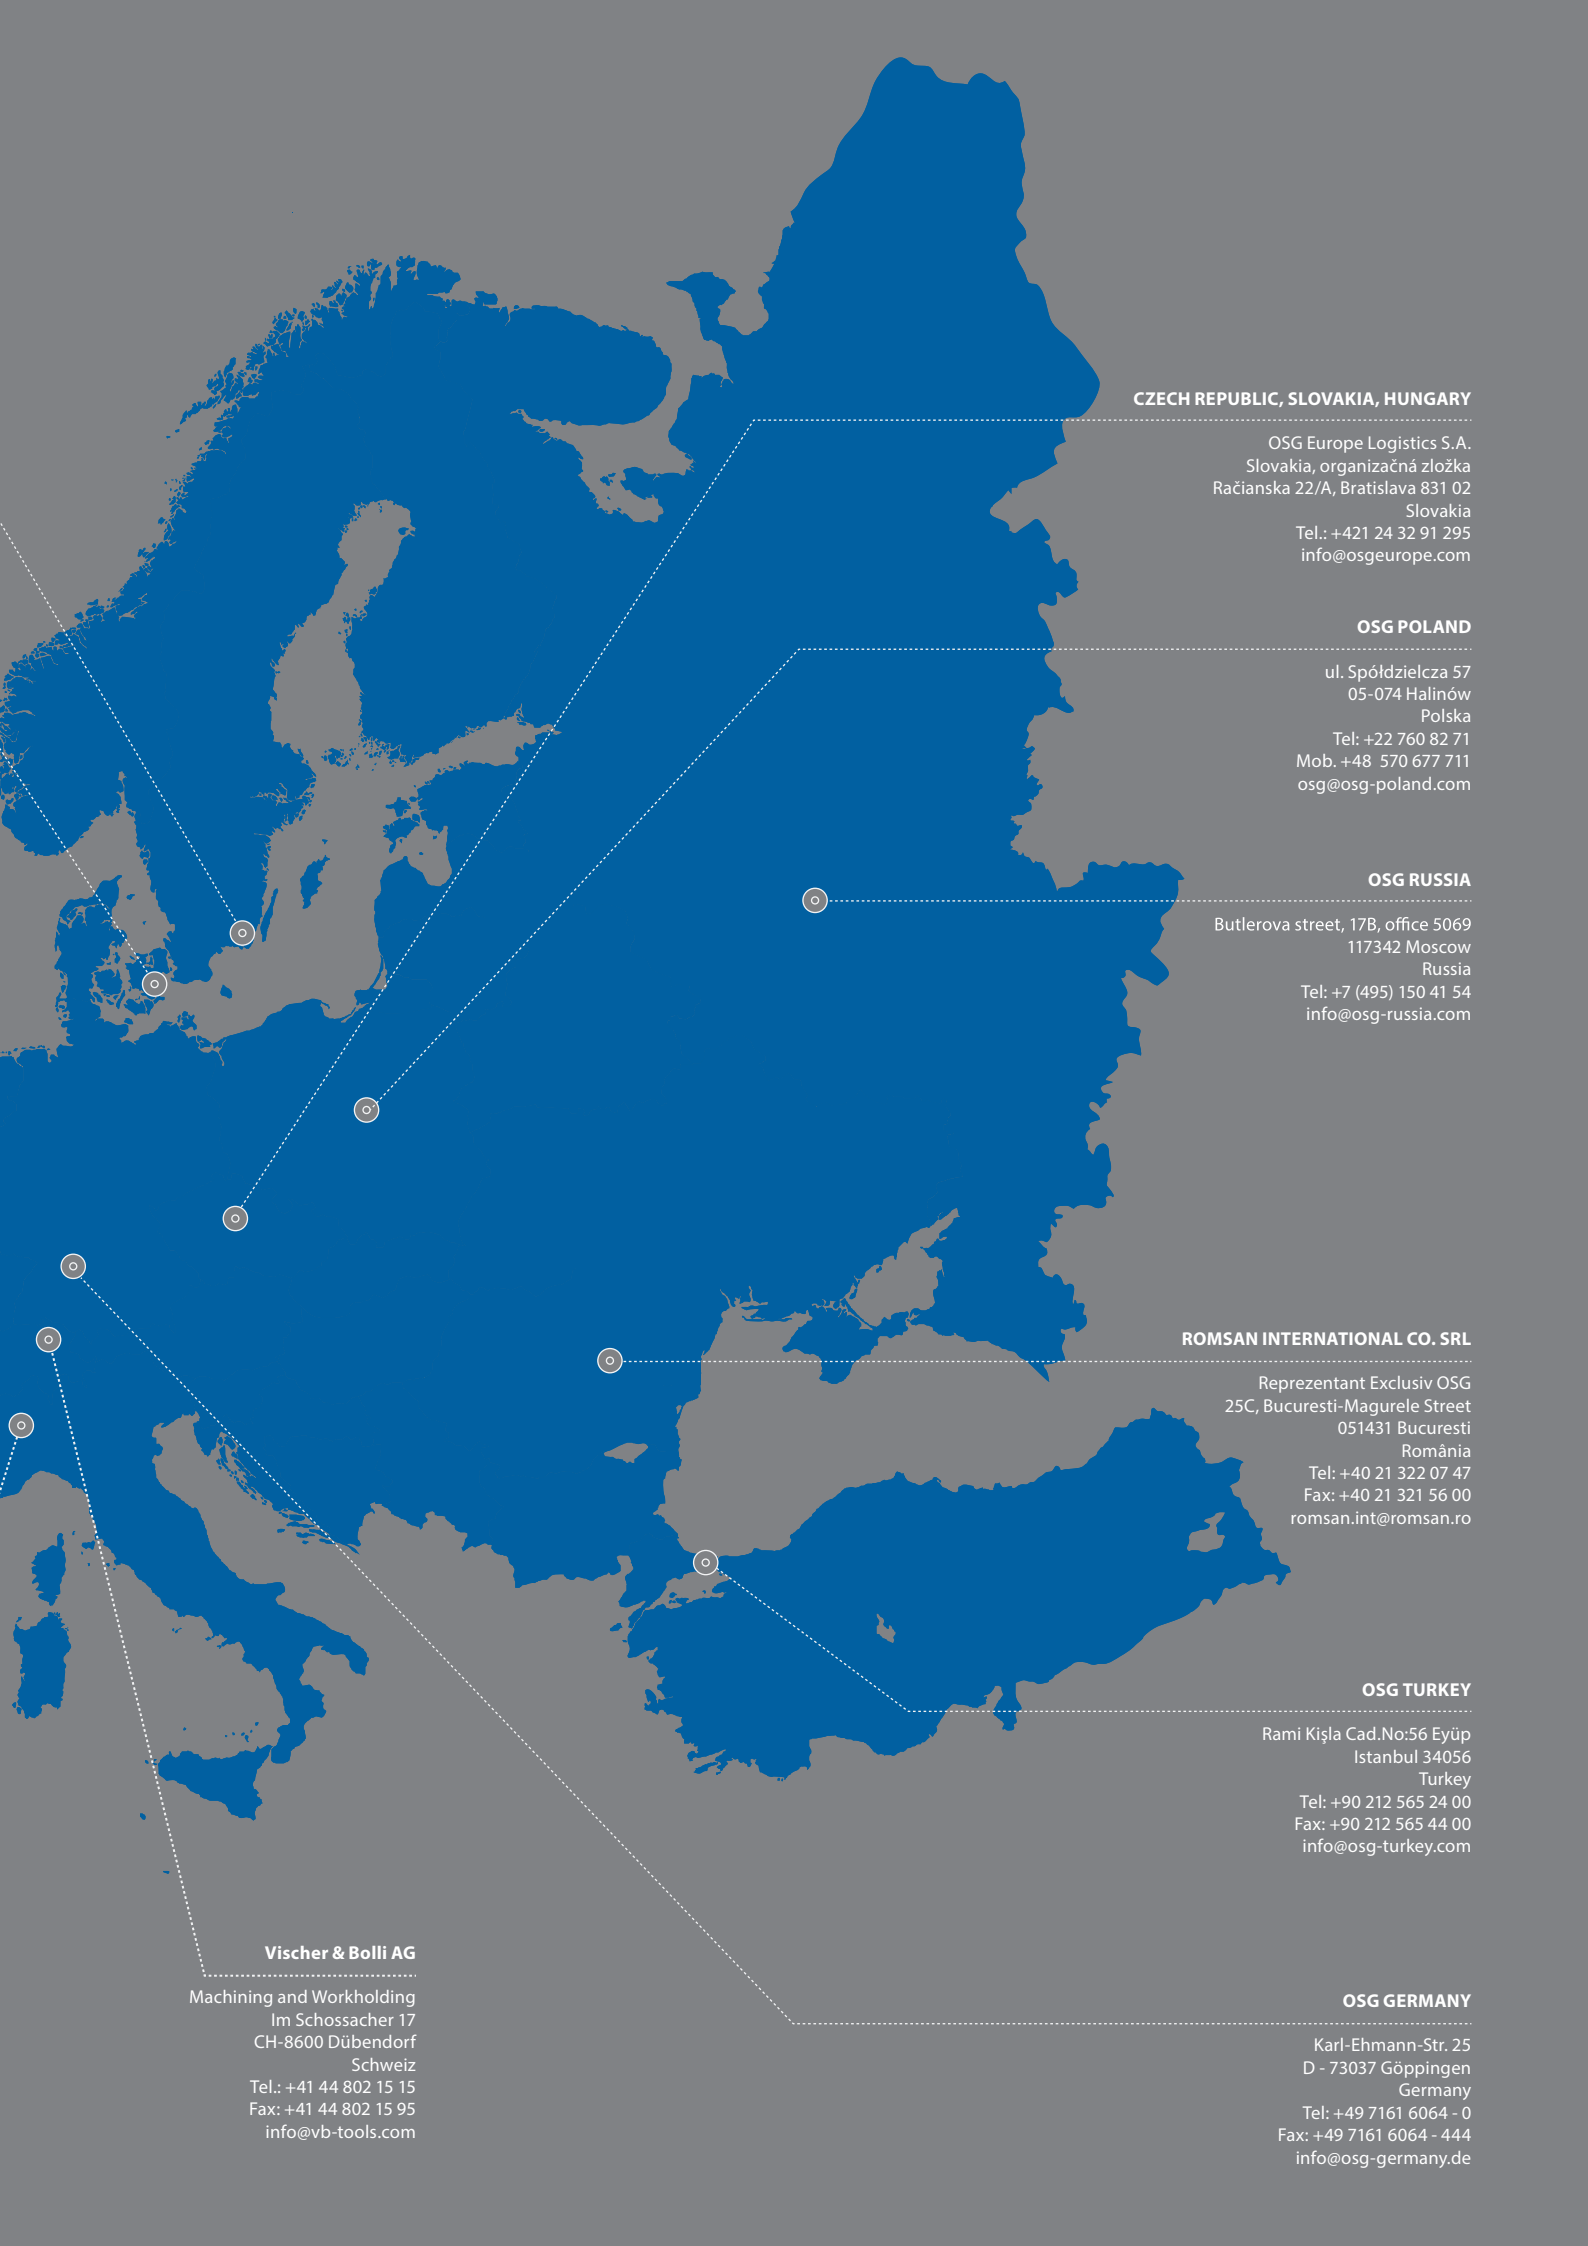 CZECH REPUBLIC, SLOVAKIA, HUNGARY
OSG Europe Logistics S.A.
Slovakia, organizačná zložka
Račianska 22/A, Bratislava 831 02
Slovakia
Tel.: +421 24 32 91 295
info@osgeurope.com
OSG POLAND
ul. Spółdzielcza 57
05-074 Halinów
Polska
Tel: +22 760 82 71
Mob. +48  570 677 711
osg@osg-poland.com
OSG RUSSIA
Butlerova street, 17B, office 5069
117342 Moscow
Russia
Tel: +7 (495) 150 41 54
info@osg-russia.com
ROMSAN INTERNATIONAL CO. SRL
Reprezentant Exclusiv OSG
25C, Bucuresti-Magurele Street
051431 Bucuresti
România
Tel: +40 21 322 07 47
Fax: +40 21 321 56 00
romsan.int@romsan.ro
OSG TURKEY
Rami Kişla Cad.No:56 Eyüp
Istanbul 34056
Turkey
Tel: +90 212 565 24 00
Fax: +90 212 565 44 00
info@osg-turkey.com
Vischer & Bolli AG
Machining and Workholding
Im Schossacher 17
CH-8600 Dübendorf
Schweiz
Tel.: +41 44 802 15 15
Fax: +41 44 802 15 95
info@vb-tools.com
OSG GERMANY
Karl-Ehmann-Str. 25
D - 73037 Göppingen
Germany
Tel: +49 7161 6064 - 0
Fax: +49 7161 6064 - 444
info@osg-germany.de